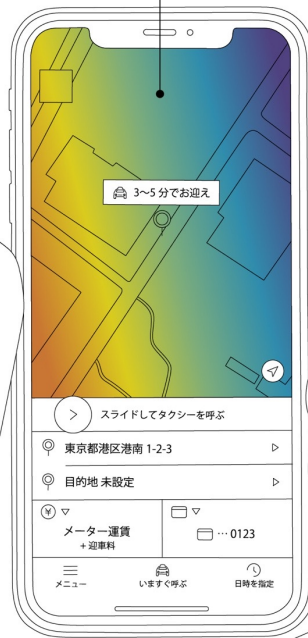 3〜5 分でお迎え
スライドしてタクシーを呼ぶ
東京都港区港南 1-2-3
目的地 未設定
¥
メーター運賃
+ 迎車料
… 0123
メニュー
いますぐ呼ぶ
日時を指定